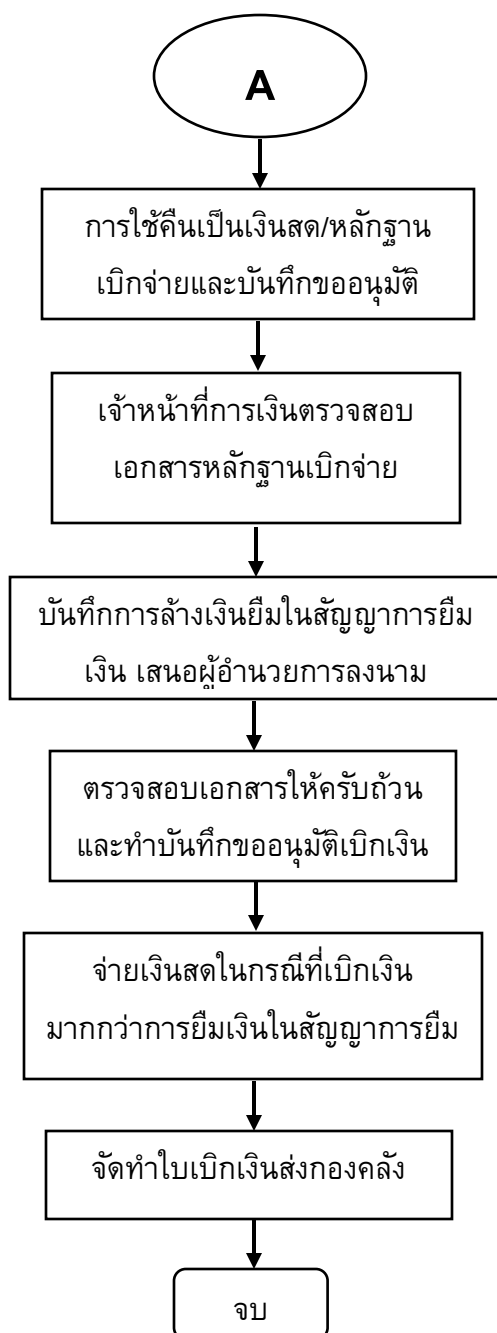 A
การใช้คืนเป็นเงินสด/หลักฐาน
เบิกจ่ายและบันทึกขออนุมัติ
เจ้าหน้าที่การเงินตรวจสอบ
เอกสารหลักฐานเบิกจ่าย
บันทึกการล้างเงินยืมในสัญญาการยืม
เงิน เสนอผู้อำนวยการลงนาม
ตรวจสอบเอกสารให้ครับถ้วน
และทำบันทึกขออนุมัติเบิกเงิน
จ่ายเงินสดในกรณีที่เบิกเงิน
มากกว่าการยืมเงินในสัญญาการยืม
จัดทำใบเบิกเงินส่งกองคลัง
จบ